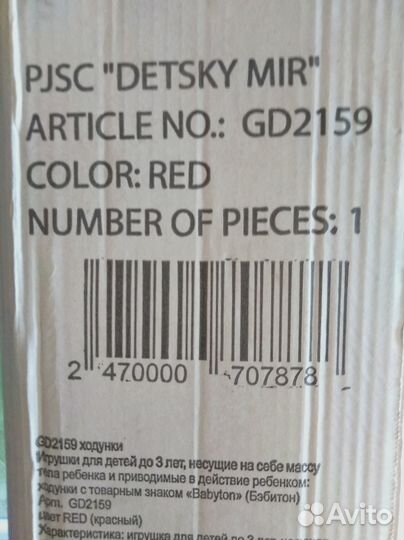 PJSC "DETSKY MIR"
ARTICLE NO.: GD2159
COLOR: RED
NUMBER OF PIECES: 1
2 470000 707878
GD2159 ходунки
Игрушки для детей до 3 лет, несущие на себе массу
тела ребенка и приводимые в действие ребенком:
ходунки с товарным знаком «Babyton» (Бэбитон)
Арт. GD2159
цвет RED (красный)
Характеристика: игрушка для детей до 3 лет,
Avito